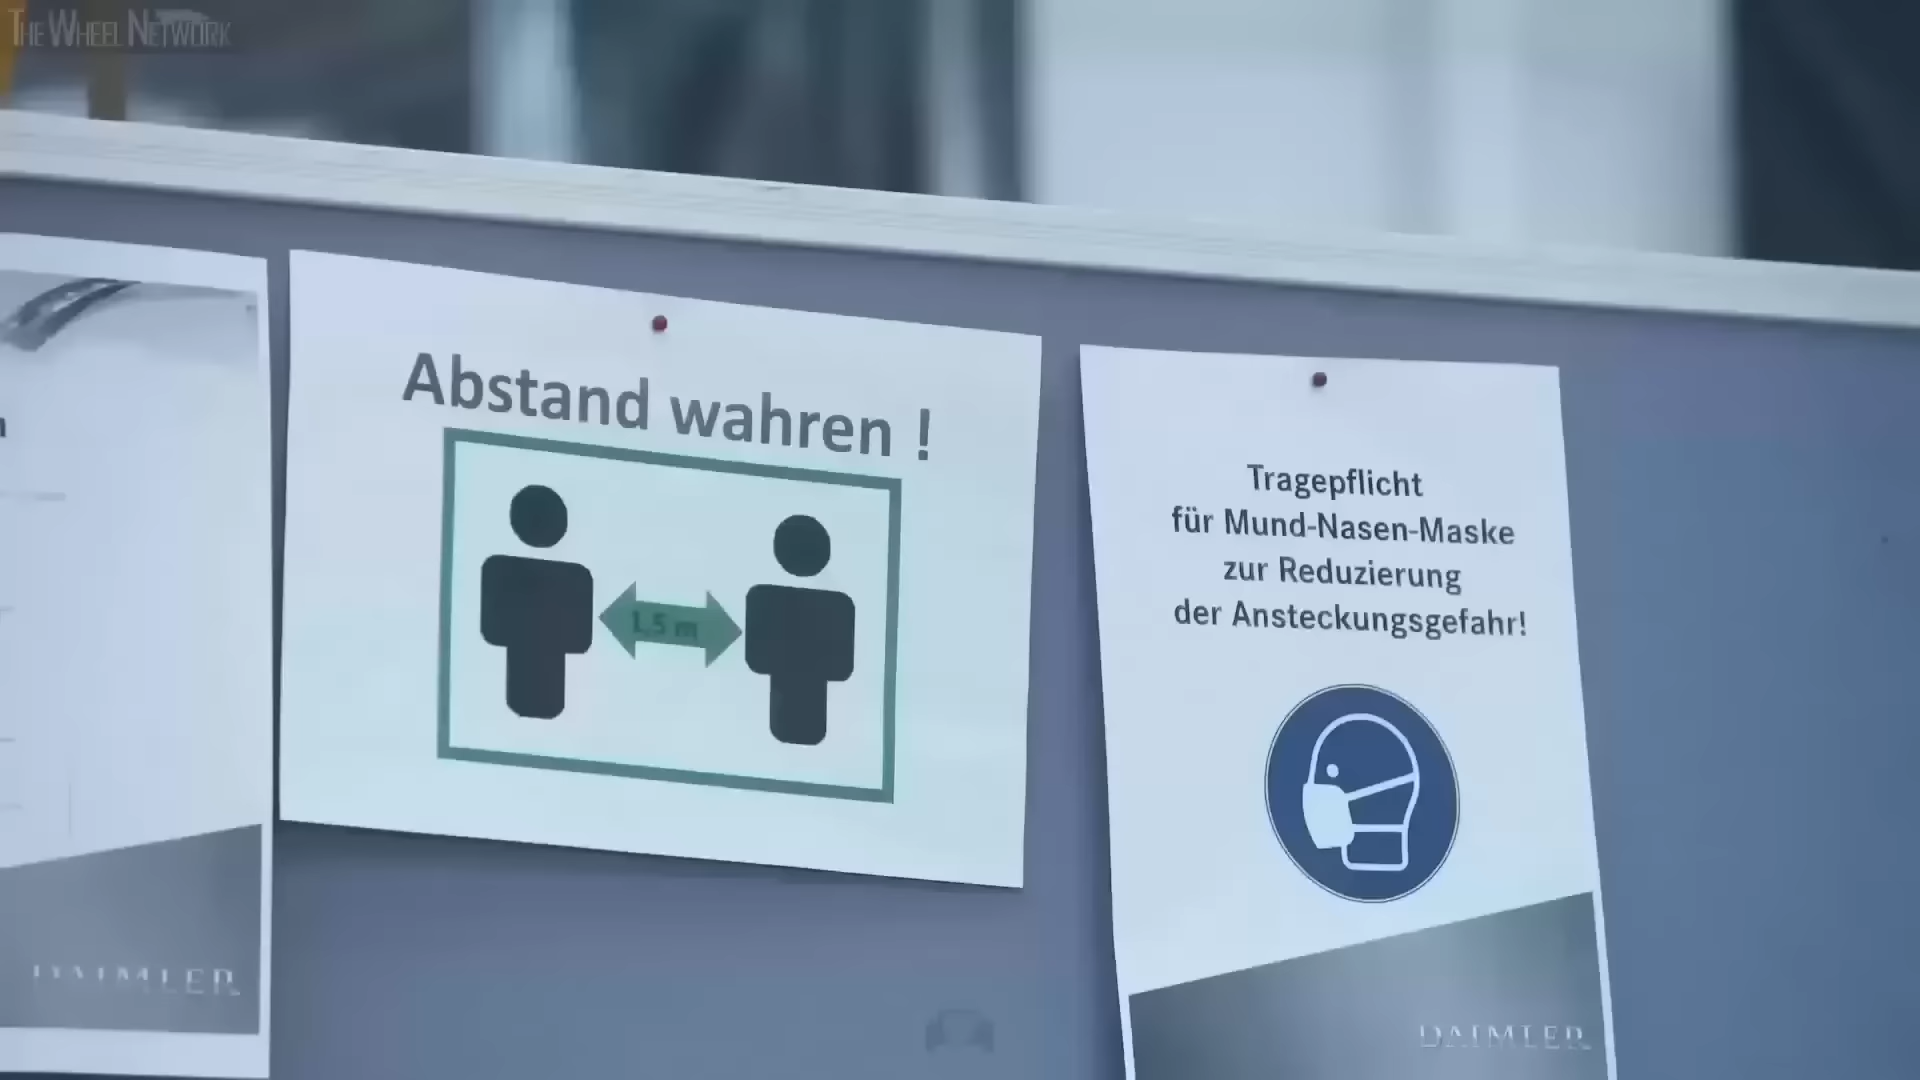 THE WHEEL NETWORK
Abstand wahren !
1,5 m
Tragepflicht
für Mund-Nasen-Maske
zur Reduzierung
der Ansteckungsgefahr!
DAIMLER
DAIMLER